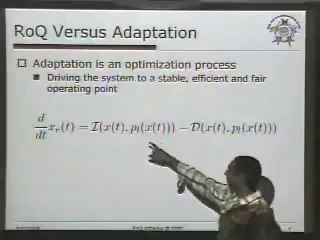 RoQ Versus Adaptation
Adaptation is an optimization process
Driving the system to a stable, efficient and fair
operating point
d/dt x_r(t) = I(x(t), p_l(x(t))) − D(x(t), p_l(x(t)))